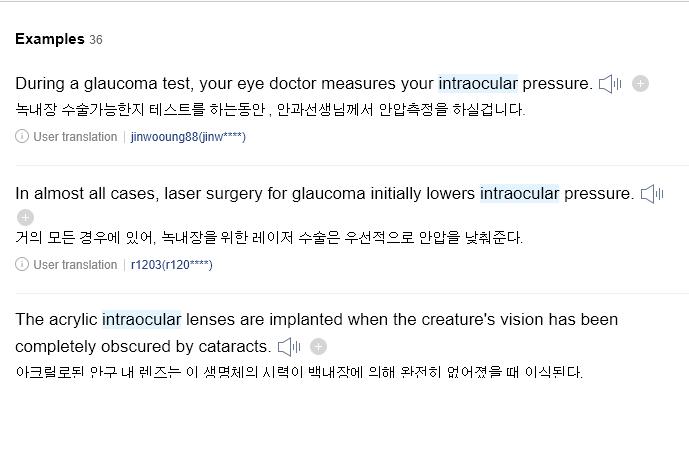 Examples 36
During a glaucoma test, your eye doctor measures your intraocular pressure.
녹내장 수술가능한지 테스트를 하는동안 , 안과선생님께서 안압측정을 하실겁니다.
User translation | jinwooung88(jinw****)
In almost all cases, laser surgery for glaucoma initially lowers intraocular pressure.
거의 모든 경우에 있어, 녹내장을 위한 레이저 수술은 우선적으로 안압을 낮춰준다.
User translation | r1203(r120****)
The acrylic intraocular lenses are implanted when the creature's vision has been
completely obscured by cataracts.
아크릴로된 안구 내 렌즈는 이 생명체의 시력이 백내장에 의해 완전히 없어졌을 때 이식된다.